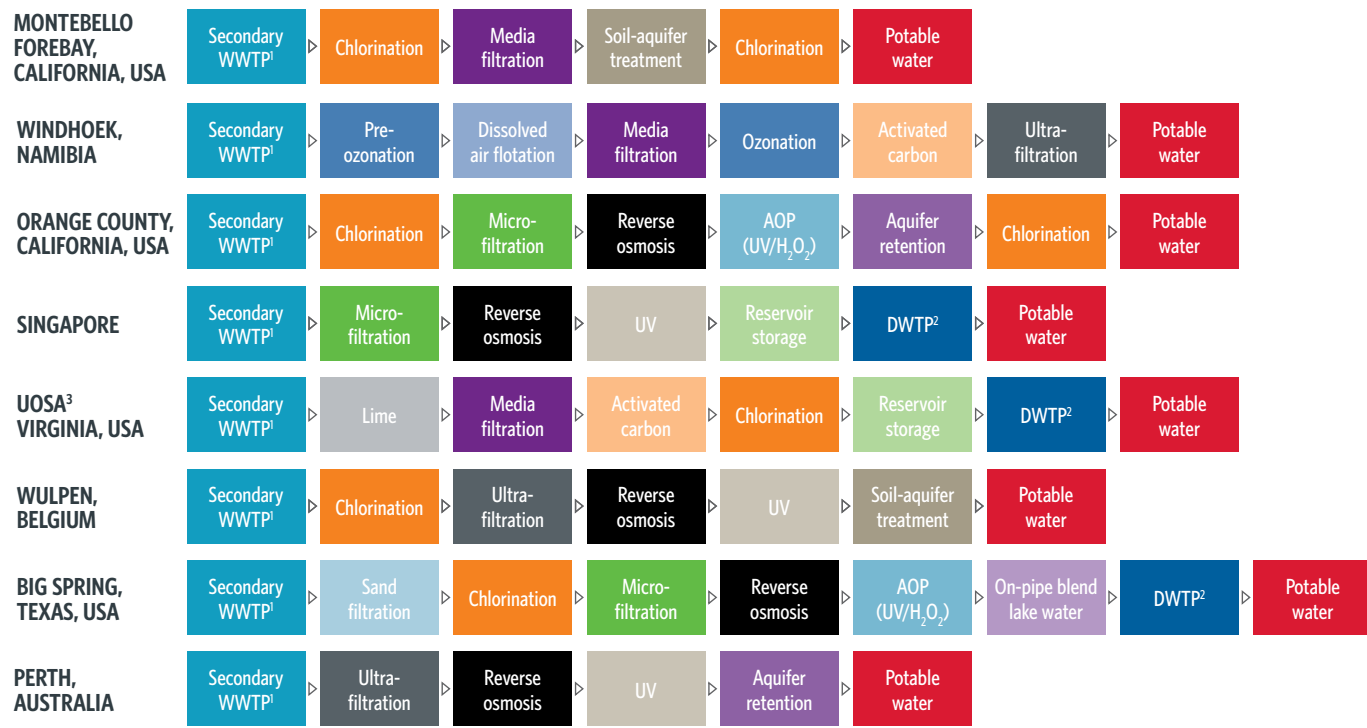 MONTEBELLO
FOREBAY,
CALIFORNIA, USA
Secondary
WWTP¹
Chlorination
Media
filtration
Soil-aquifer
treatment
Chlorination
Potable
water
WINDHOEK,
NAMIBIA
Secondary
WWTP¹
Pre-
ozonation
Dissolved
air flotation
Media
filtration
Ozonation
Activated
carbon
Ultra-
filtration
Potable
water
ORANGE COUNTY,
CALIFORNIA, USA
Secondary
WWTP¹
Chlorination
Micro-
filtration
Reverse
osmosis
AOP
(UV/H₂O₂)
Aquifer
retention
Chlorination
Potable
water
SINGAPORE
Secondary
WWTP¹
Micro-
filtration
Reverse
osmosis
UV
Reservoir
storage
DWTP²
Potable
water
UOSA³
VIRGINIA, USA
Secondary
WWTP¹
Lime
Media
filtration
Activated
carbon
Chlorination
Reservoir
storage
DWTP²
Potable
water
WULPEN,
BELGIUM
Secondary
WWTP¹
Chlorination
Ultra-
filtration
Reverse
osmosis
UV
Soil-aquifer
treatment
Potable
water
BIG SPRING,
TEXAS, USA
Secondary
WWTP¹
Sand
filtration
Chlorination
Micro-
filtration
Reverse
osmosis
AOP
(UV/H₂O₂)
On-pipe blend
lake water
DWTP²
Potable
water
PERTH,
AUSTRALIA
Secondary
WWTP¹
Ultra-
filtration
Reverse
osmosis
UV
Aquifer
retention
Potable
water